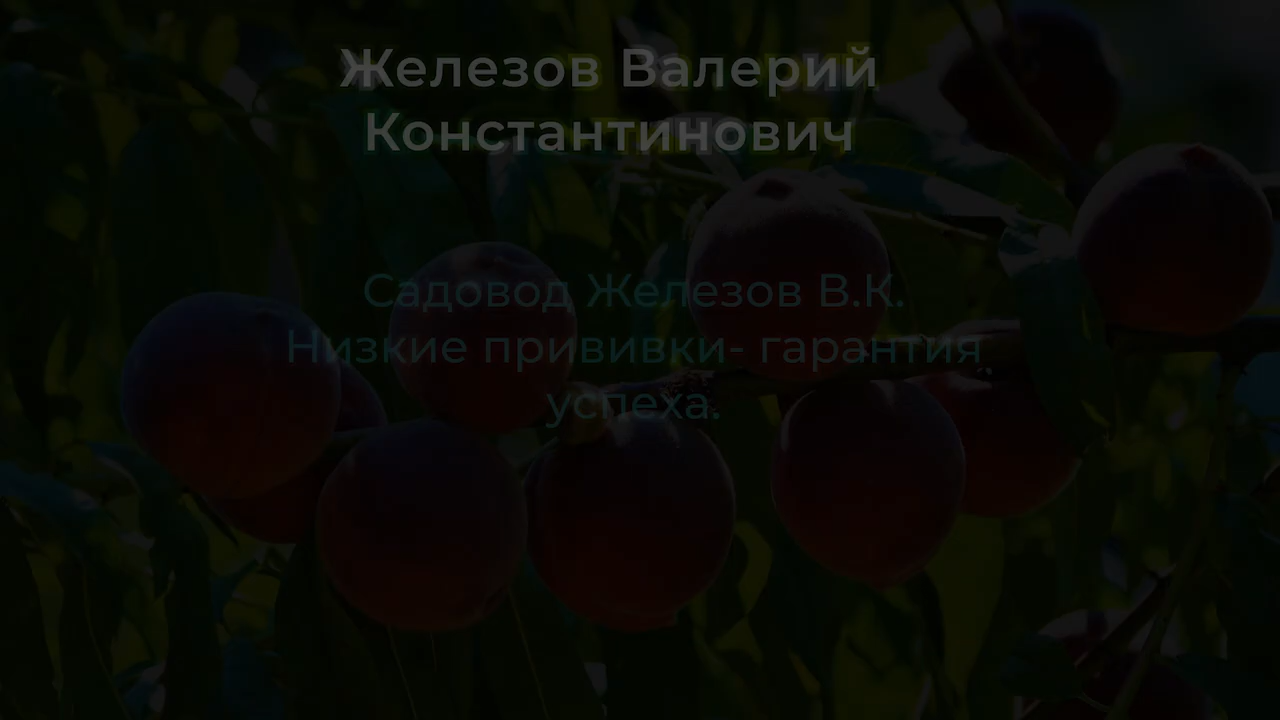 Железов Валерий
Константинович
Садовод Железов В.К.
Низкие прививки- гарантия
успеха.